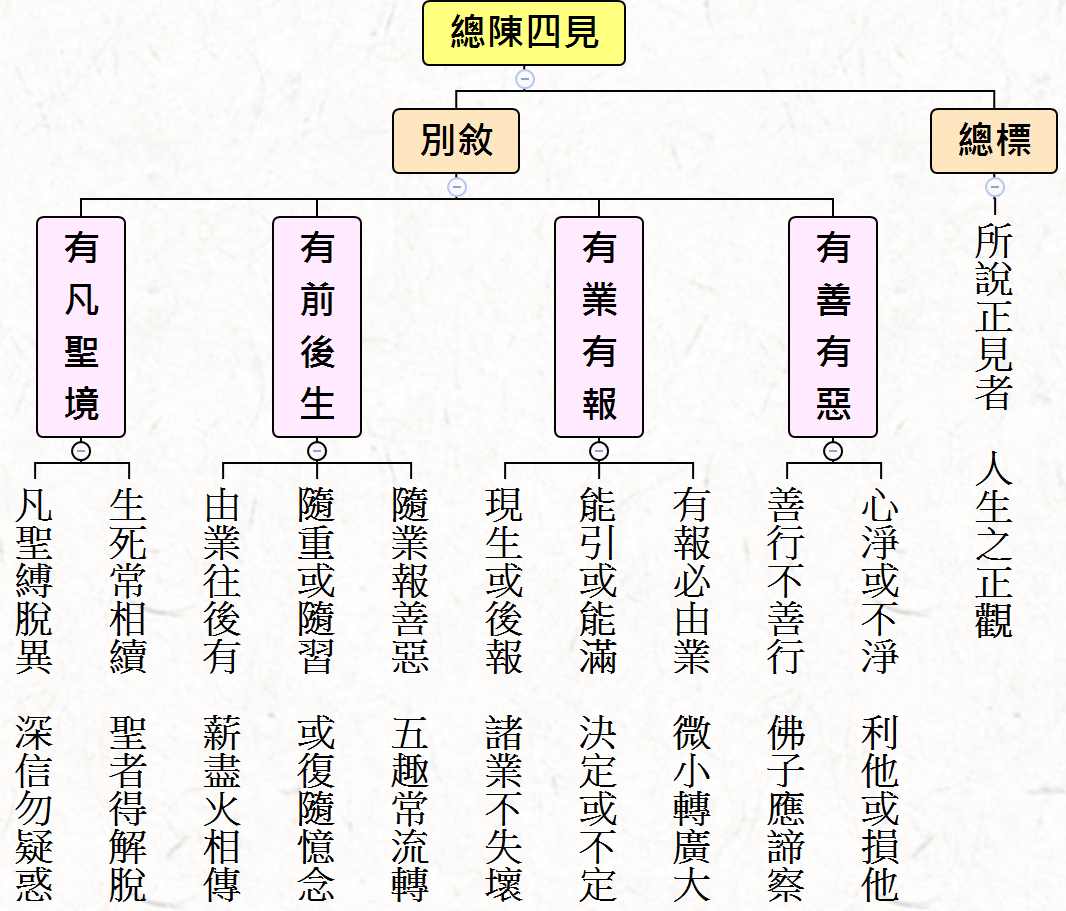 總陳四見
總標
所說正見者　人生之正觀
別敘
有善有惡
心淨或不淨　利他或損他
善行不善行　佛子應諦察
有業有報
有報必由業　微小轉廣大
能引或能滿　決定或不定
現生或後報　諸業不失壞
有前後生
隨業報善惡　五趣常流轉
隨重或隨習　或復隨憶念
由業往後有　薪盡火相傳
有凡聖境
生死常相續　聖者得解脫
凡聖縛脫異　深信勿疑惑